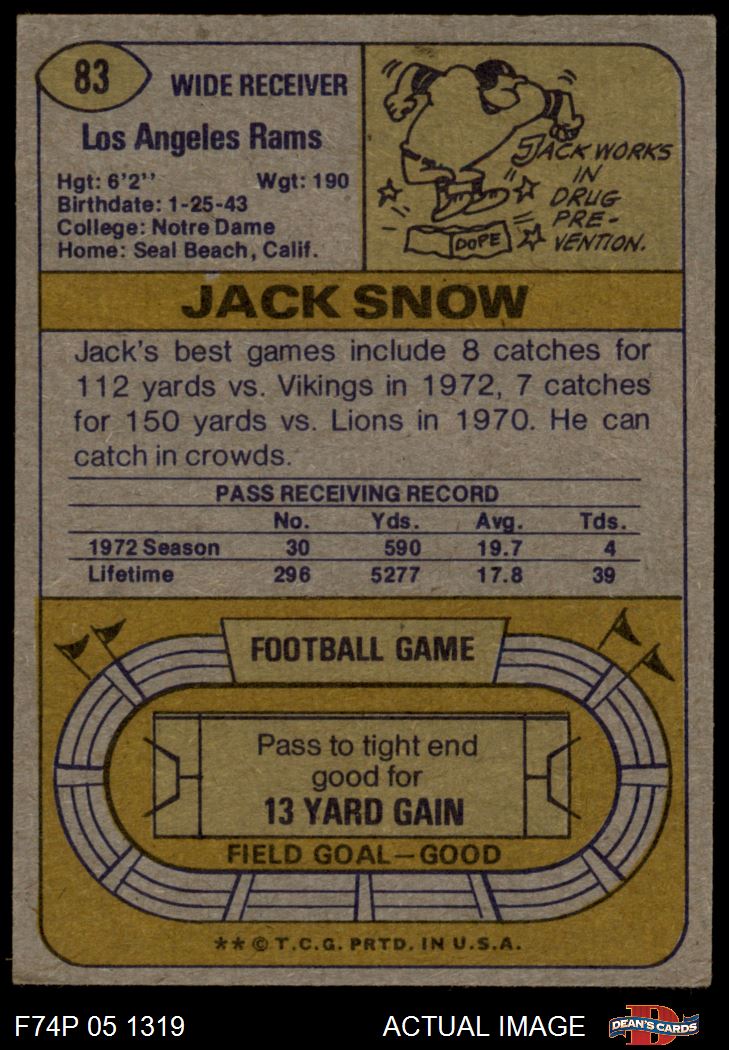 83
WIDE RECEIVER
Los Angeles Rams
Hgt: 6'2'' Wgt: 190
Birthdate: 1-25-43
College: Notre Dame
Home: Seal Beach, Calif.
JACK WORKS
IN
DRUG
PRE-
VENTION.
DOPE
JACK SNOW
Jack's best games include 8 catches for
112 yards vs. Vikings in 1972, 7 catches
for 150 yards vs. Lions in 1970. He can
catch in crowds.
PASS RECEIVING RECORD
No. Yds. Avg. Tds.
1972 Season 30 590 19.7 4
Lifetime 296 5277 17.8 39
FOOTBALL GAME
Pass to tight end
good for
13 YARD GAIN
FIELD GOAL—GOOD
** © T.C.G. PRTD. IN U.S.A.
F74P 05 1319 ACTUAL IMAGE
D
DEAN'S CARDS